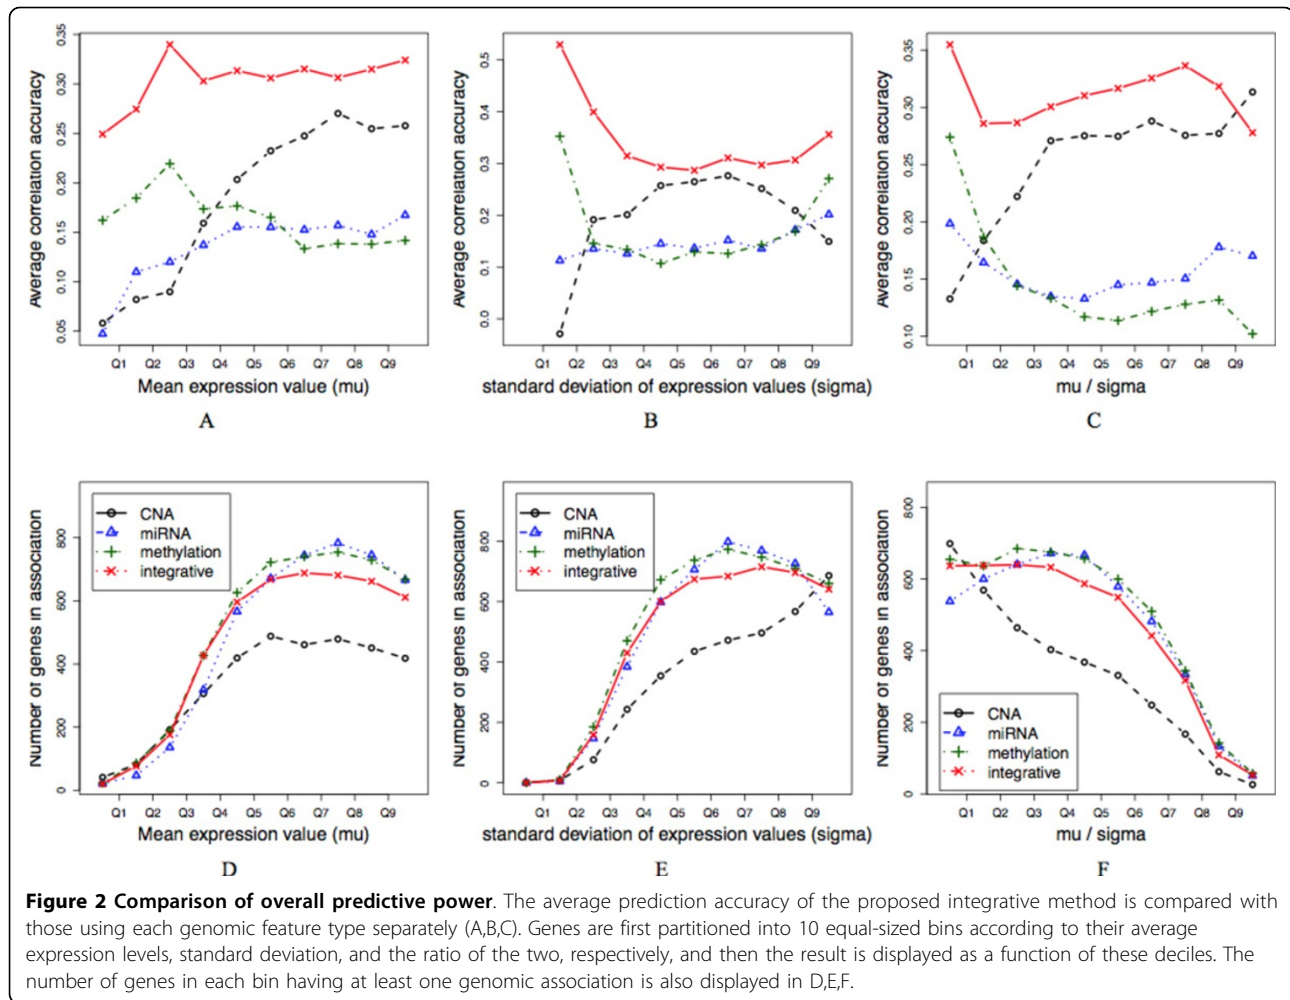 0.35
0.30
0.25
0.20
0.15
0.10
0.05
Average correlation accuracy
Q1 Q2 Q3 Q4 Q5 Q6 Q7 Q8 Q9
Mean expression value (mu)
A
0.5
0.4
0.3
0.2
0.1
0.0
Average correlation accuracy
Q1 Q2 Q3 Q4 Q5 Q6 Q7 Q8 Q9
standard deviation of expression values (sigma)
B
0.35
0.30
0.25
0.20
0.15
0.10
Average correlation accuracy
Q1 Q2 Q3 Q4 Q5 Q6 Q7 Q8 Q9
mu / sigma
C
CNA
miRNA
methylation
integrative
800
600
400
200
0
Number of genes in association
Q1 Q2 Q3 Q4 Q5 Q6 Q7 Q8 Q9
Mean expression value (mu)
D
CNA
miRNA
methylation
integrative
800
600
400
200
0
Number of genes in association
Q1 Q2 Q3 Q4 Q5 Q6 Q7 Q8 Q9
standard deviation of expression values (sigma)
E
800
600
400
200
0
Number of genes in association
CNA
miRNA
methylation
integrative
Q1 Q2 Q3 Q4 Q5 Q6 Q7 Q8 Q9
mu / sigma
F
Figure 2 Comparison of overall predictive power. The average prediction accuracy of the proposed integrative method is compared with
those using each genomic feature type separately (A,B,C). Genes are first partitioned into 10 equal-sized bins according to their average
expression levels, standard deviation, and the ratio of the two, respectively, and then the result is displayed as a function of these deciles. The
number of genes in each bin having at least one genomic association is also displayed in D,E,F.